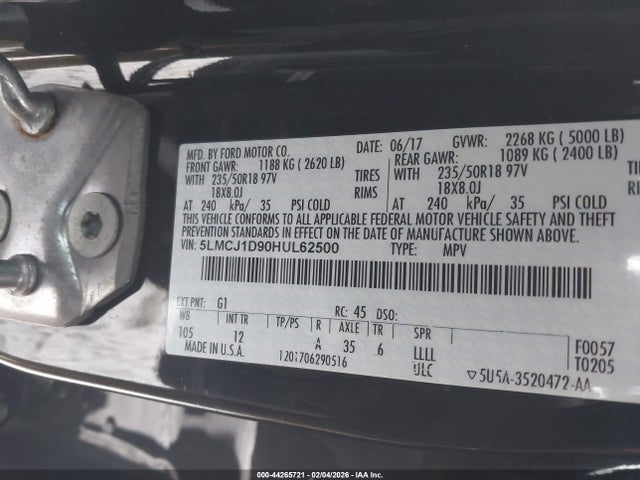 MFD. BY FORD MOTOR CO. DATE: 06/17 GVWR: 2268 KG ( 5000 LB)
FRONT GAWR: 1188 KG ( 2620 LB) REAR GAWR: 1089 KG ( 2400 LB)
WITH 235/50R18 97V TIRES WITH 235/50R18 97V
18X8.0J RIMS 18X8.0J
AT 240 kPa/ 35 PSI COLD AT 240 kPa/ 35 PSI COLD
THIS VEHICLE CONFORMS TO ALL APPLICABLE FEDERAL MOTOR VEHICLE SAFETY AND THEFT
PREVENTION STANDARDS IN EFFECT ON THE DATE OF MANUFACTURE SHOWN ABOVE.
VIN: 5LMCJ1D90HUL62500 TYPE: MPV
EXT PNT: G1 RC: 45 DSO:
WB INT TR TP/PS R AXLE TR SPR
105 12 A 35 6 LLLL F0057
MADE IN U.S.A. 1201706290516 ULC T0205
▽5U5A-3520472-AA
000-44265721 - 02/04/2026 - IAA Inc.